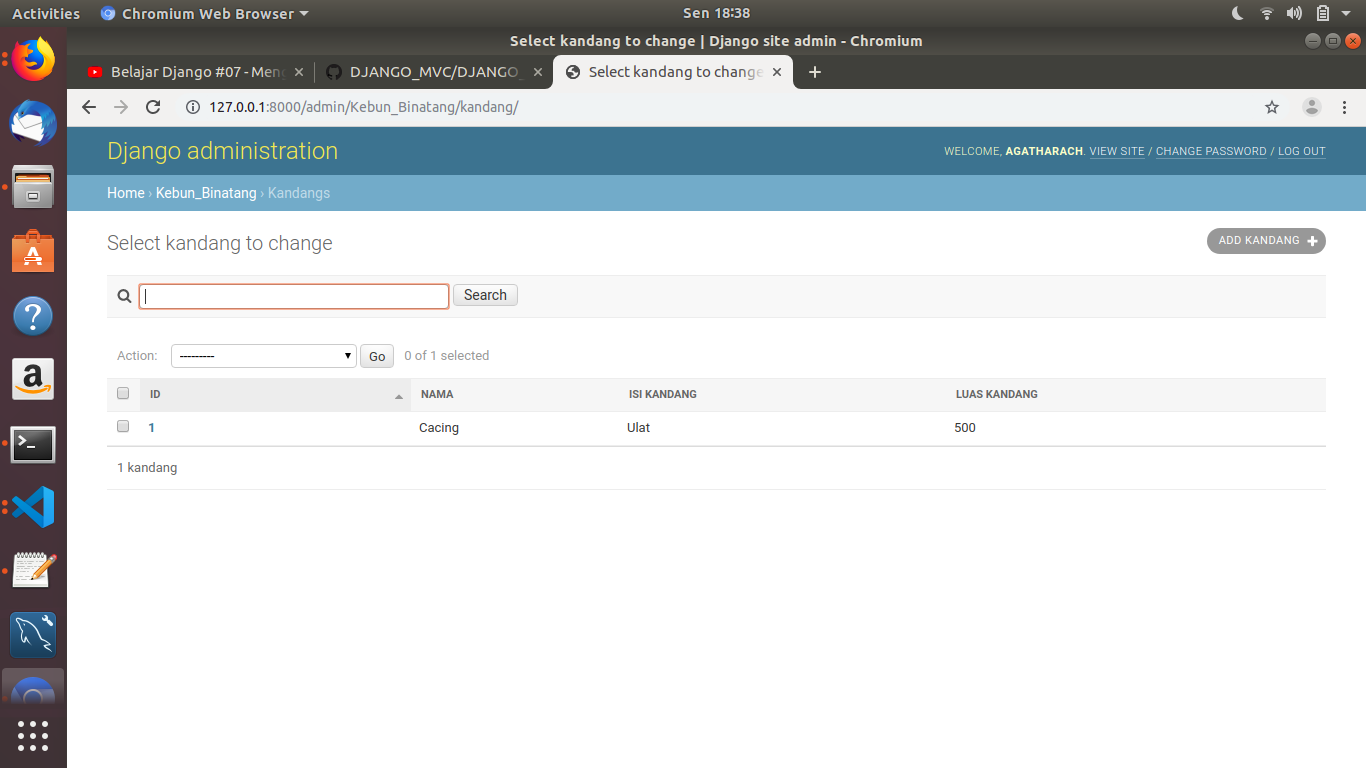 Activities Chromium Web Browser Sen 18:38
Select kandang to change | Django site admin - Chromium
Belajar Django #07 - Meng DJANGO_MVC/DJANGO_ Select kandang to change
127.0.0.1:8000/admin/Kebun_Binatang/kandang/
Django administration WELCOME, AGATHARACH. VIEW SITE / CHANGE PASSWORD / LOG OUT
Home › Kebun_Binatang › Kandangs
Select kandang to change ADD KANDANG +
Search
Action: --------- Go 0 of 1 selected
ID NAMA ISI KANDANG LUAS KANDANG
1 Cacing Ulat 500
1 kandang